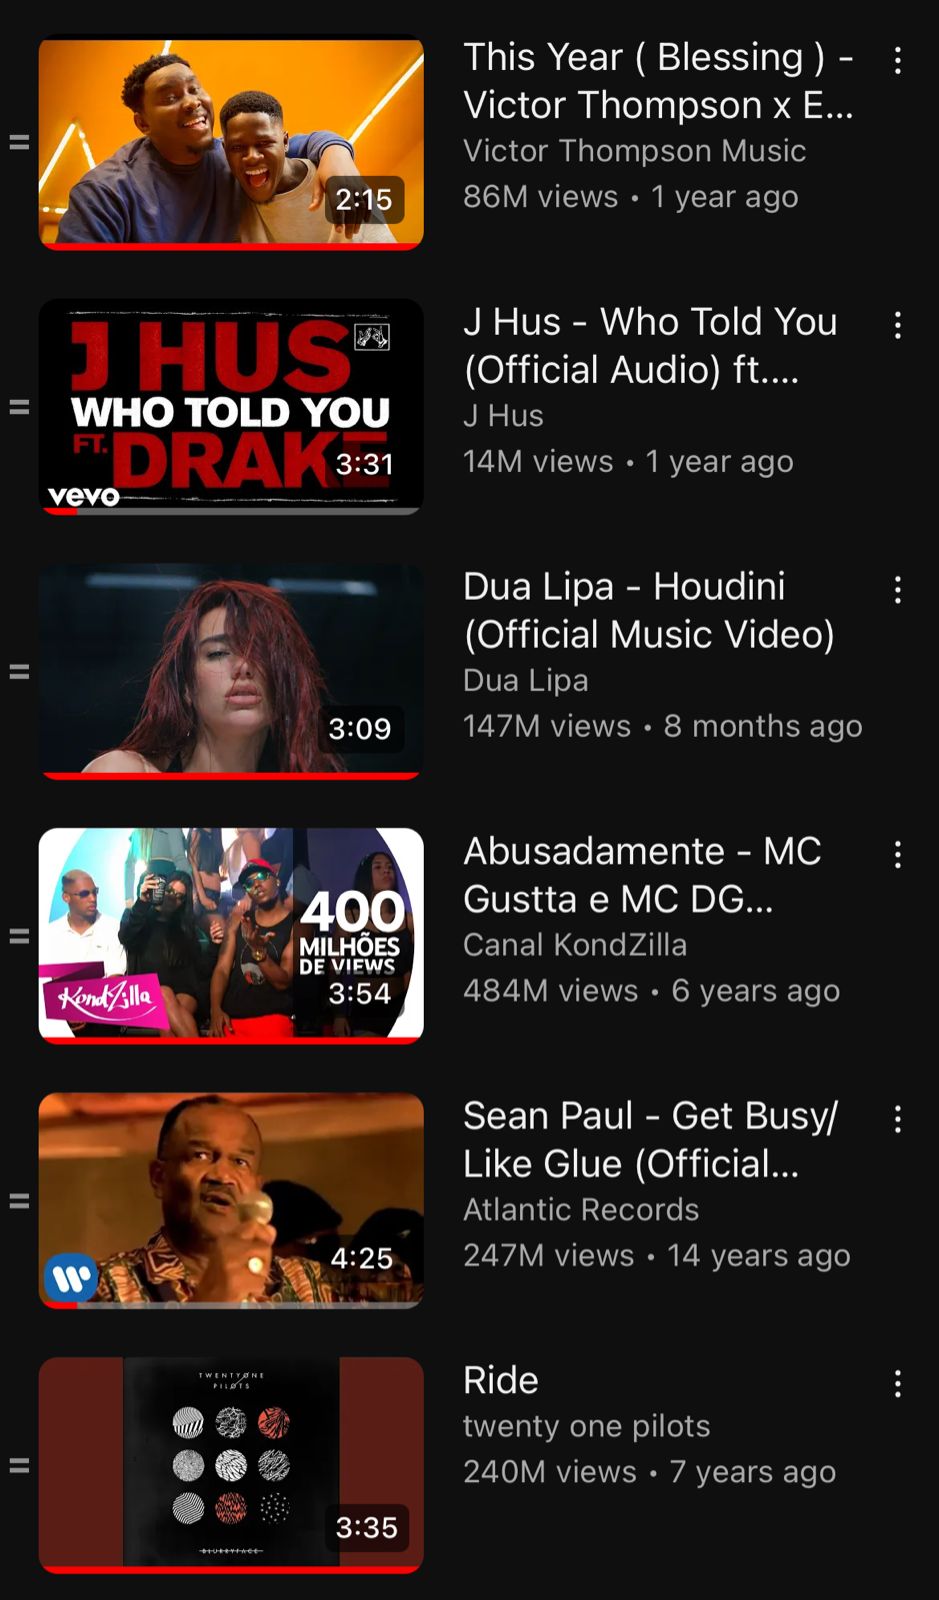 This Year ( Blessing ) -
Victor Thompson x E...
Victor Thompson Music
86M views • 1 year ago
2:15
J HUS
WHO TOLD YOU
FT. DRAKE
3:31
vevo
J Hus - Who Told You
(Official Audio) ft....
J Hus
14M views • 1 year ago
Dua Lipa - Houdini
(Official Music Video)
Dua Lipa
147M views • 8 months ago
3:09
400
MILHÕES
DE VIEWS
KondZilla
3:54
Abusadamente - MC
Gustta e MC DG...
Canal KondZilla
484M views • 6 years ago
Sean Paul - Get Busy/
Like Glue (Official...
Atlantic Records
247M views • 14 years ago
4:25
TWENTY ONE
PILOTS
BLURRYFACE
3:35
Ride
twenty one pilots
240M views • 7 years ago